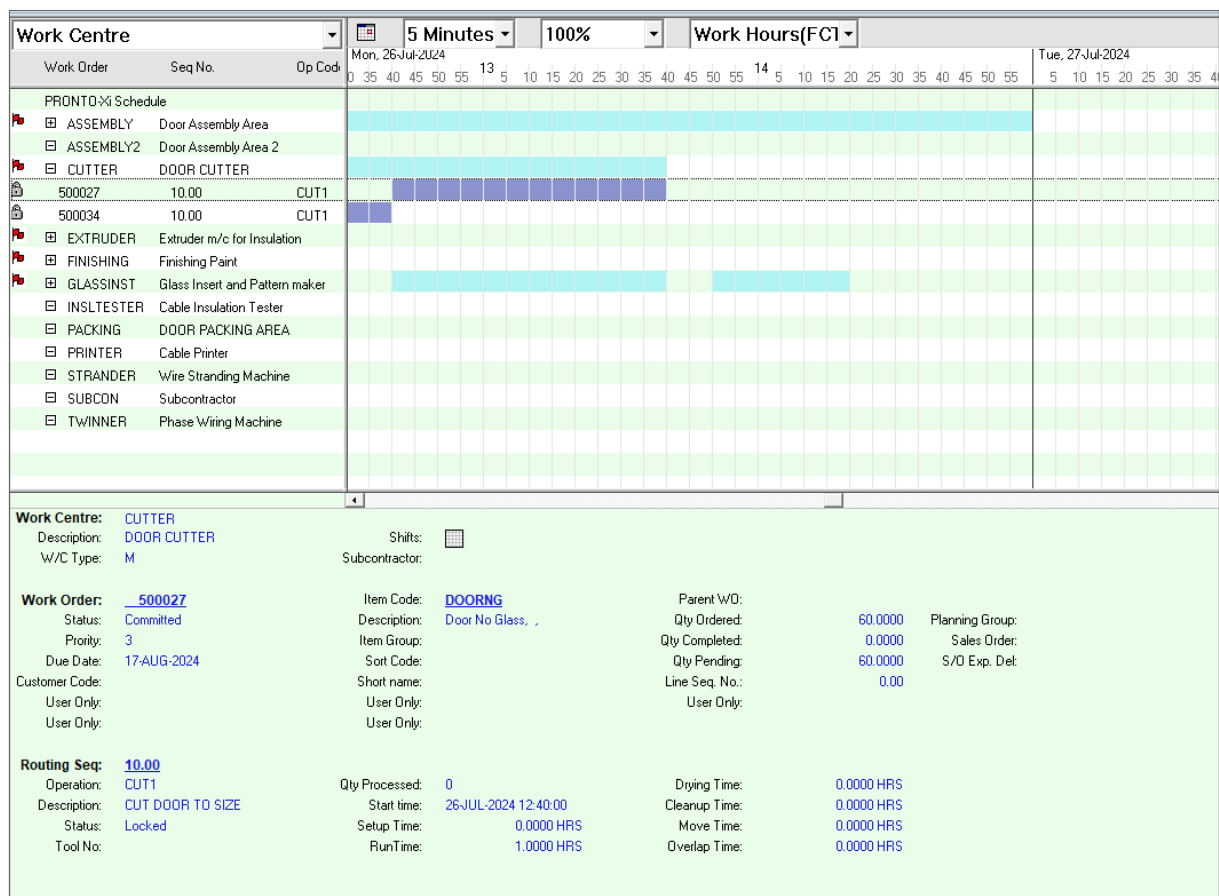 Work Centre 5 Minutes 100% Work Hours(FCT
Mon, 26-Jul-2024 Tue, 27-Jul-2024
Work Order Seq No. Op Cod 13 14
0 35 40 45 50 55 5 10 15 20 25 30 35 40 45 50 55 5 10 15 20 25 30 35 40 45 50 55 5 10 15 20 25 30 35 4
PRONTO-Xi Schedule
ASSEMBLY Door Assembly Area
ASSEMBLY2 Door Assembly Area 2
CUTTER DOOR CUTTER
500027 10.00 CUT1
500034 10.00 CUT1
EXTRUDER Extruder m/c for Insulation
FINISHING Finishing Paint
GLASSINST Glass Insert and Pattern maker
INSLTESTER Cable Insulation Tester
PACKING DOOR PACKING AREA
PRINTER Cable Printer
STRANDER Wire Stranding Machine
SUBCON Subcontractor
TWINNER Phase Wiring Machine
Work Centre: CUTTER
Description: DOOR CUTTER Shifts:
W/C Type: M Subcontractor:
Work Order: 500027 Item Code: DOORNG Parent WO:
Status: Committed Description: Door No Glass, , Qty Ordered: 60.0000 Planning Group:
Prority: 3 Item Group: Qty Completed: 0.0000 Sales Order:
Due Date: 17-AUG-2024 Sort Code: Qty Pending: 60.0000 S/O Exp. Del:
Customer Code: Short name: Line Seq. No.: 0.00
User Only: User Only: User Only:
User Only: User Only:
Routing Seq: 10.00
Operation: CUT1 Qty Processed: 0 Drying Time: 0.0000 HRS
Description: CUT DOOR TO SIZE Start time: 26-JUL-2024 12:40:00 Cleanup Time: 0.0000 HRS
Status: Locked Setup Time: 0.0000 HRS Move Time: 0.0000 HRS
Tool No: RunTime: 1.0000 HRS Overlap Time: 0.0000 HRS